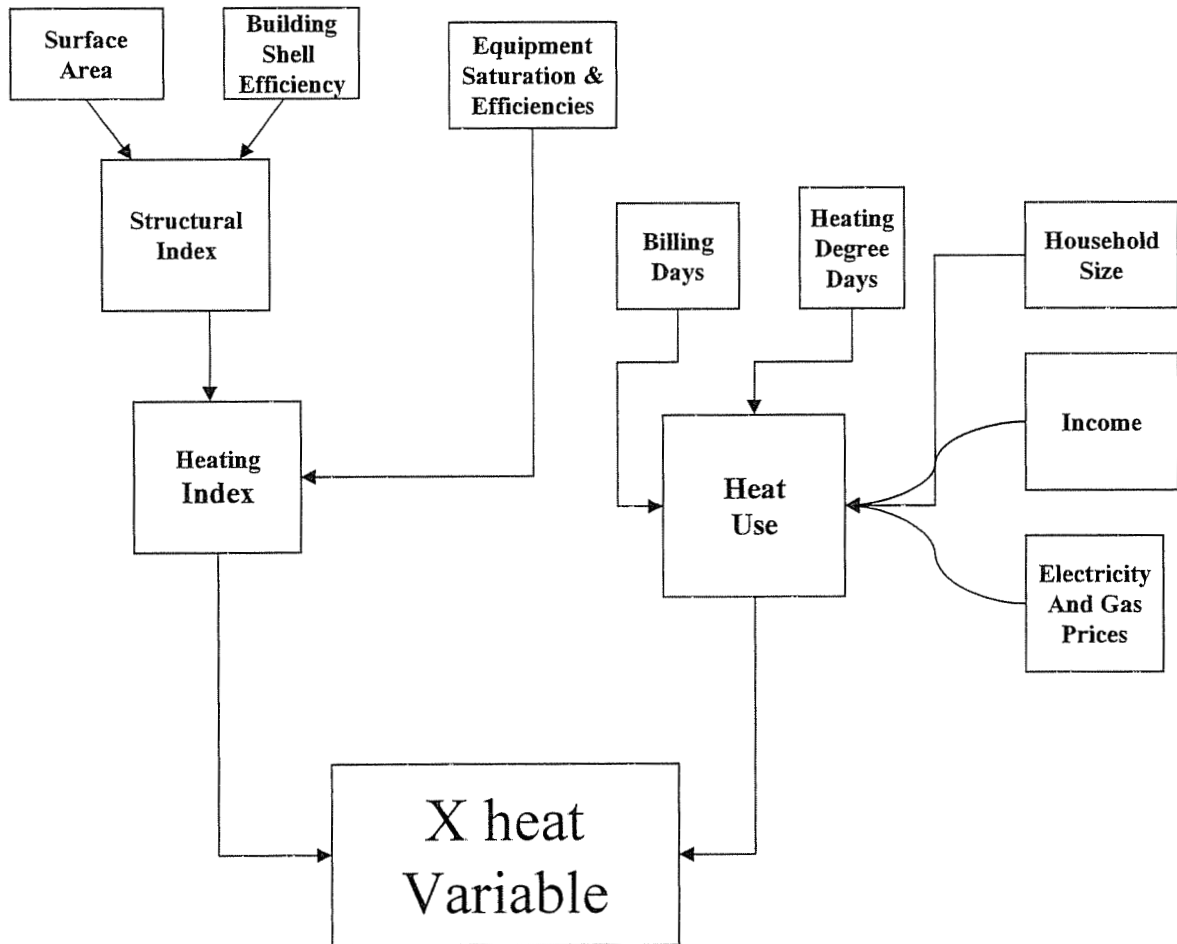 Surface
Area
Building
Shell
Efficiency
Equipment
Saturation &
Efficiencies
Structural
Index
Billing
Days
Heating
Degree
Days
Household
Size
Heating
Index
Heat
Use
Income
Electricity
And Gas
Prices
X heat
Variable